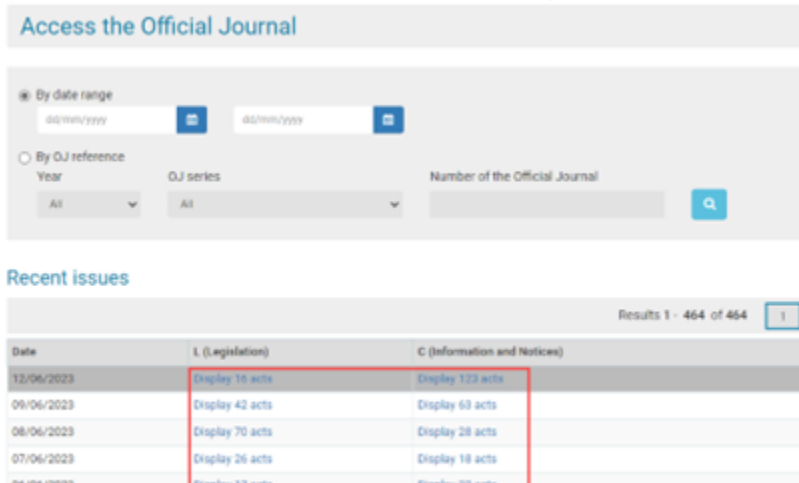 Access the Official Journal
By date range
dd/mm/yyyy dd/mm/yyyy
By OJ reference
Year OJ series Number of the Official Journal
All All
Recent issues
Results 1 - 464 of 464 1
Date L (Legislation) C (Information and Notices)
12/06/2023 Display 16 acts Display 123 acts
09/06/2023 Display 42 acts Display 63 acts
08/06/2023 Display 70 acts Display 28 acts
07/06/2023 Display 26 acts Display 18 acts